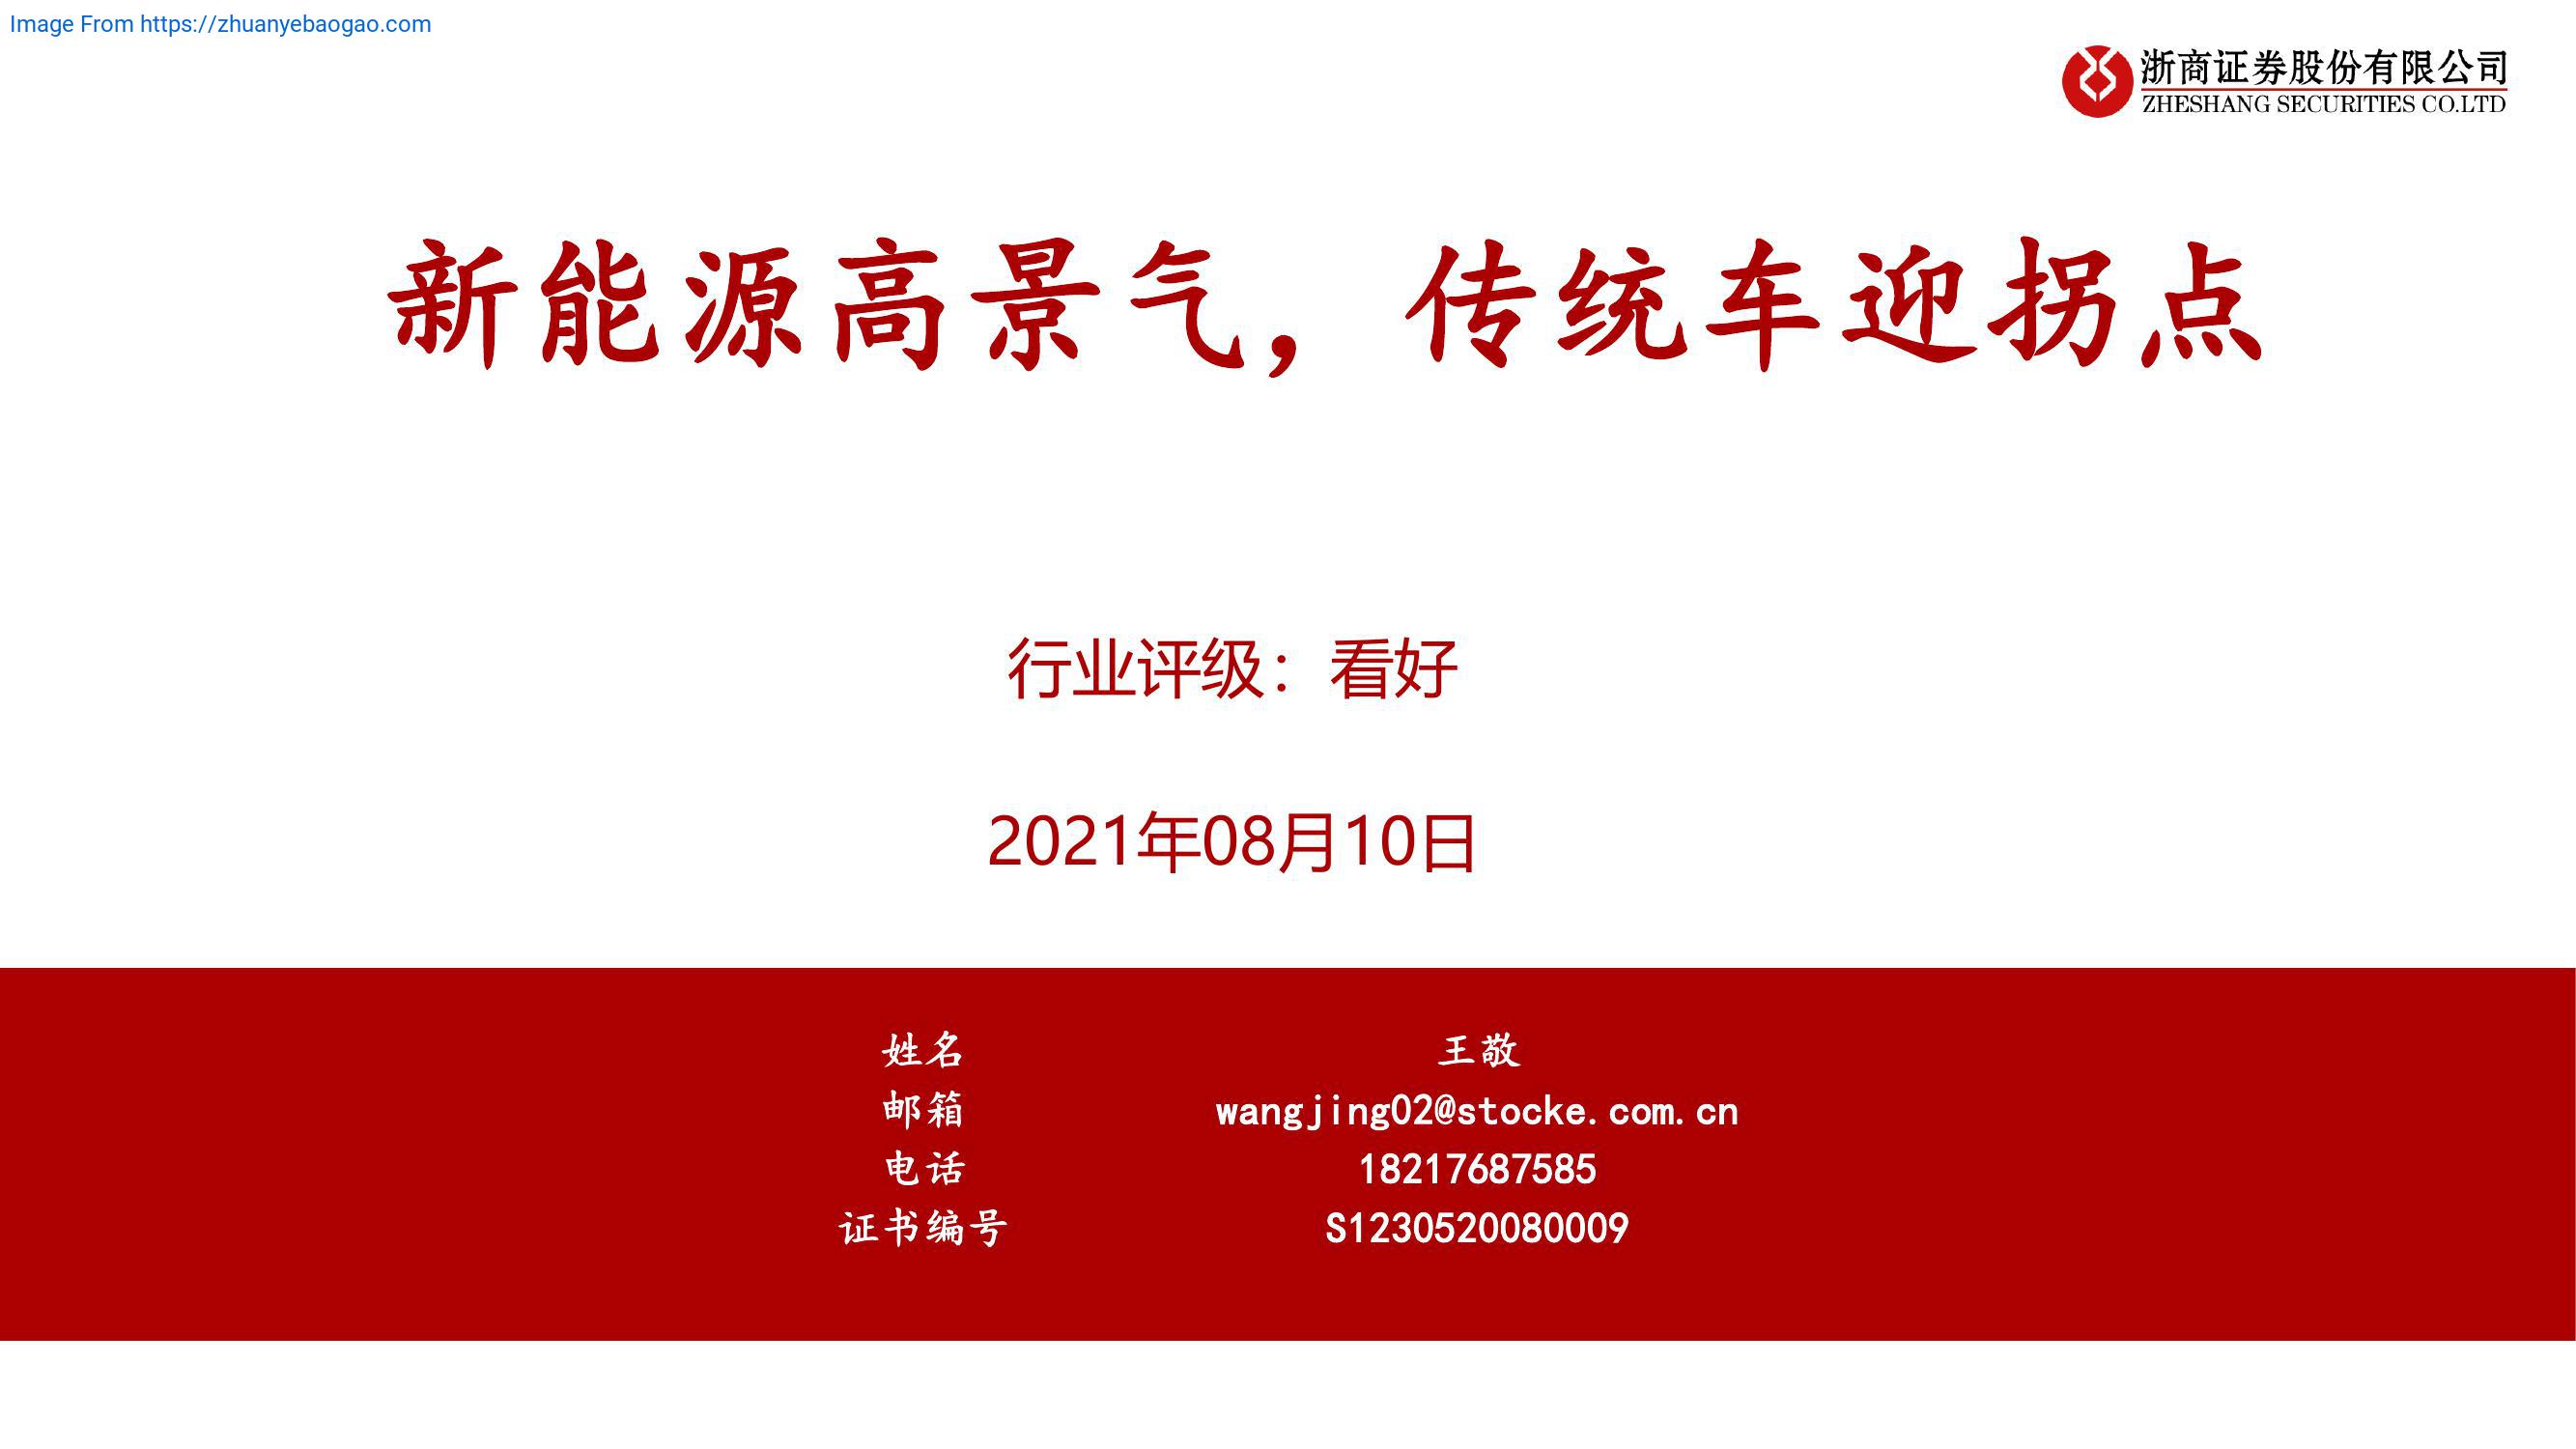 Image From https://zhuanyebaogao.com
浙商证券股份有限公司
ZHESHANG SECURITIES CO.LTD
新能源高景气，传统车迎拐点
行业评级：看好
2021年08月10日
姓名 王敬
邮箱 wangjing02@stocke.com.cn
电话 18217687585
证书编号 S1230520080009